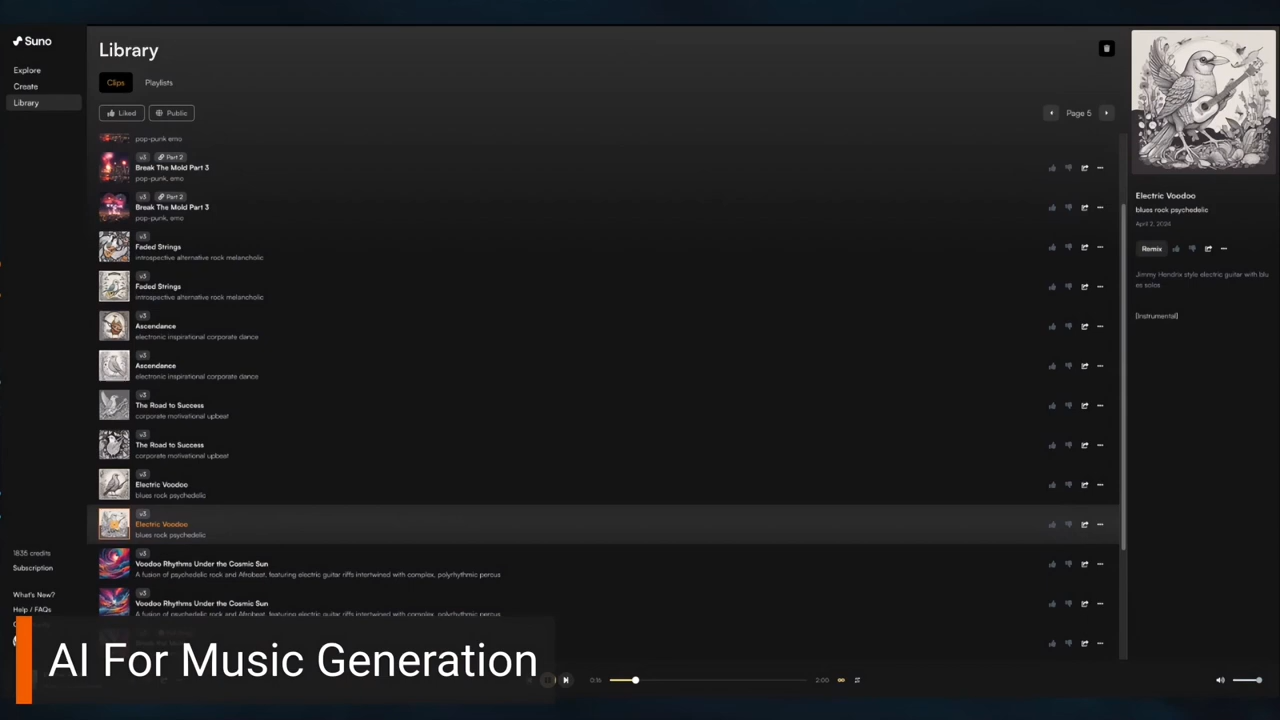 Suno
Explore
Create
Library
1838 credits
Subscription
What's New?
Help / FAQs
Library
Clips
Playlists
Liked
Public
Page 5
pop-punk emo
v3 Part 2
Break The Mold Part 3
pop-punk, emo
v3 Part 2
Break The Mold Part 3
pop-punk, emo
v3
Faded Strings
introspective alternative rock melancholic
v3
Faded Strings
introspective alternative rock melancholic
v3
Ascendance
electronic inspirational corporate dance
v3
Ascendance
electronic inspirational corporate dance
v3
The Road to Success
corporate motivational upbeat
v3
The Road to Success
corporate motivational upbeat
v3
Electric Voodoo
blues rock psychedelic
v3
Electric Voodoo
blues rock psychedelic
v3
Voodoo Rhythms Under the Cosmic Sun
A fusion of psychedelic rock and Afrobeat, featuring electric guitar riffs intertwined with complex, polyrhythmic percus
v3
Voodoo Rhythms Under the Cosmic Sun
A fusion of psychedelic rock and Afrobeat, featuring electric guitar riffs intertwined with complex, polyrhythmic percus
Electric Voodoo
blues rock psychedelic
April 2, 2024
Remix
Jimmy Hendrix style electric guitar with blu
es solos
[Instrumental]
AI For Music Generation
0:16
2:00